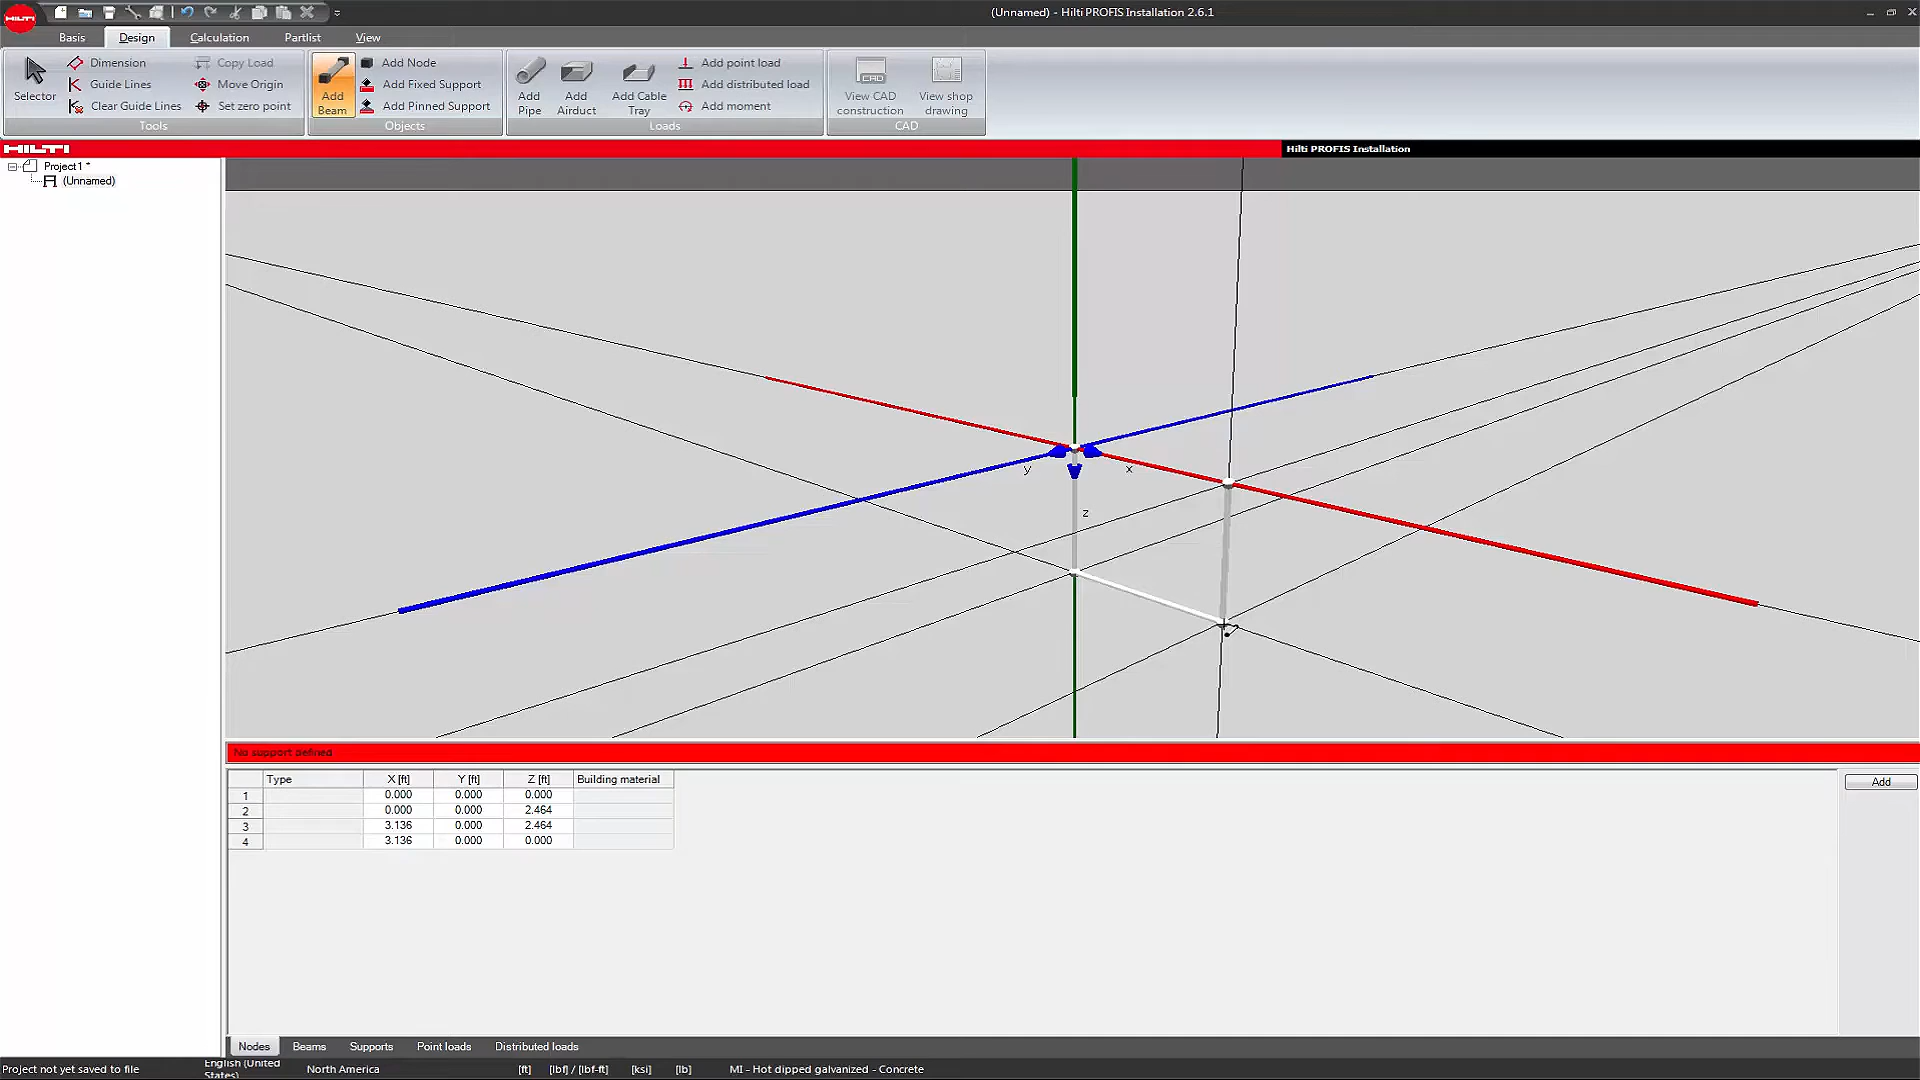 (Unnamed) - Hilti PROFIS Installation 2.6.1
HILTI
Basis Design Calculation Partlist View
Selector
Dimension
Guide Lines
Clear Guide Lines
Copy Load
Move Origin
Set zero point
Tools
Add Beam
Add Node
Add Fixed Support
Add Pinned Support
Objects
Add Pipe
Add Airduct
Add Cable Tray
Add point load
Add distributed load
Add moment
Loads
View CAD construction
View shop drawing
CAD
HILTI
Hilti PROFIS Installation
Project1 *
(Unnamed)
y
x
z
No support defined
Type X [ft] Y [ft] Z [ft] Building material
1 0.000 0.000 0.000
2 0.000 0.000 2.464
3 3.136 0.000 2.464
4 3.136 0.000 0.000
Add
Nodes Beams Supports Point loads Distributed loads
Project not yet saved to file English (United States) North America [ft] [lbf] / [lbf-ft] [ksi] [lb] MI - Hot dipped galvanized - Concrete